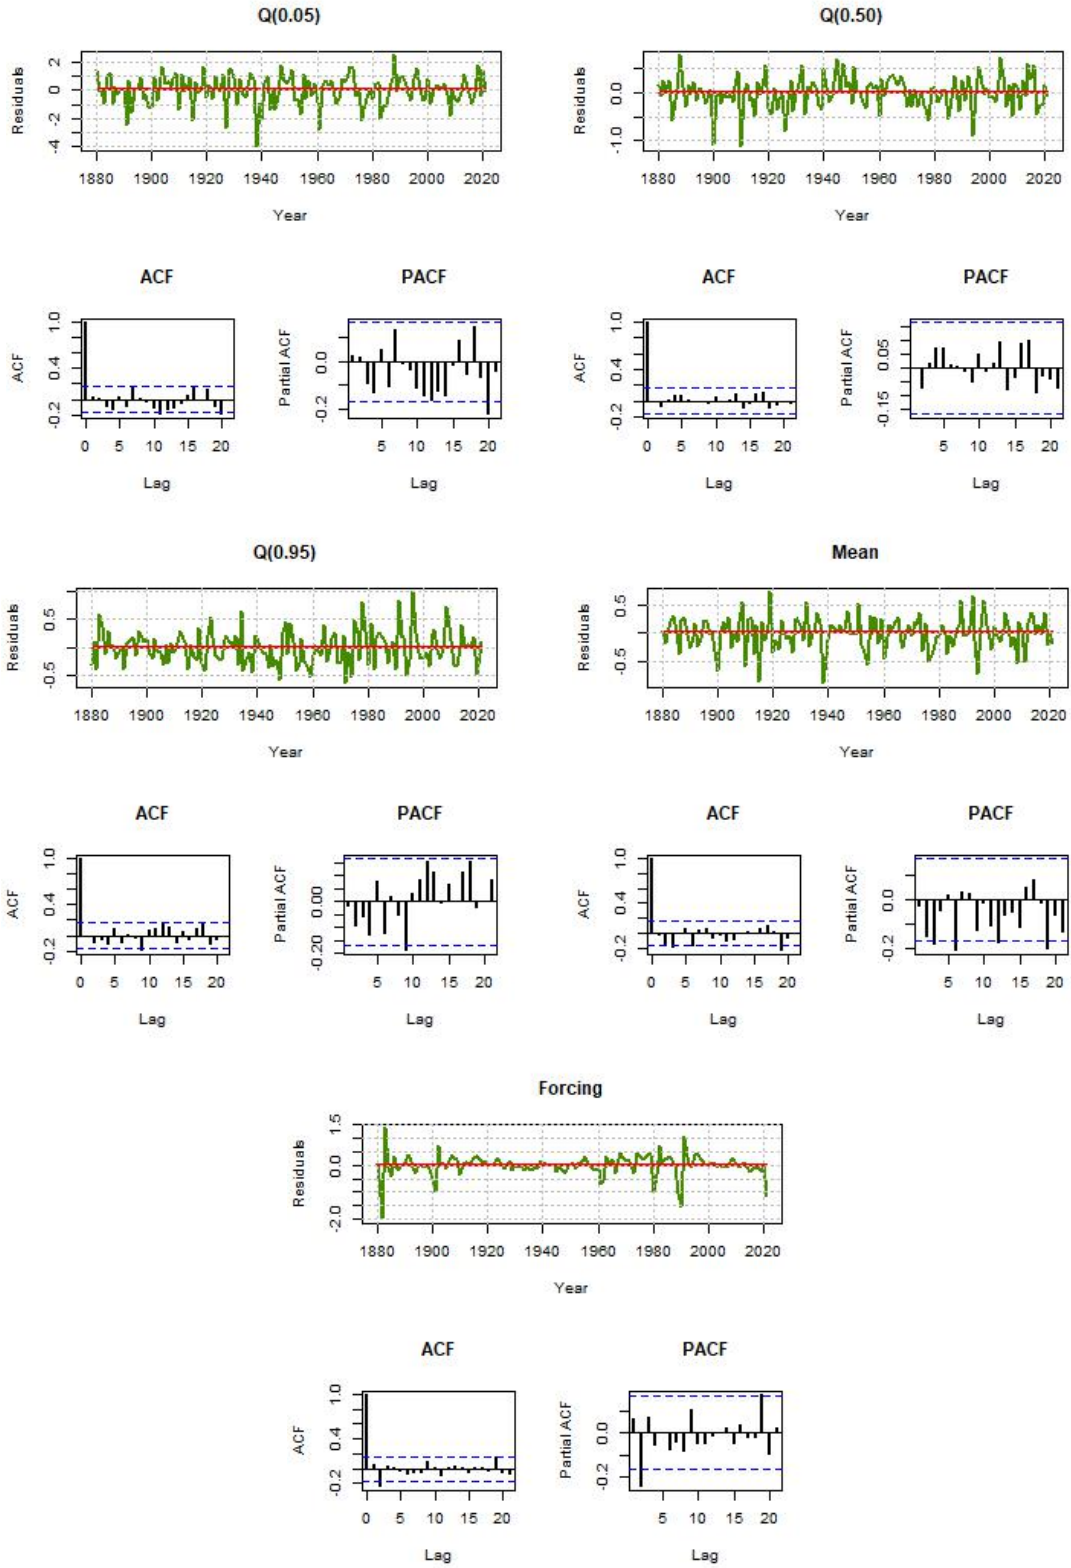 Q(0.05)
Residuals
2
0
-2
-4
1880 1900 1920 1940 1960 1980 2000 2020
Year
Q(0.50)
Residuals
0.0
-1.0
1880 1900 1920 1940 1960 1980 2000 2020
Year
ACF
ACF
1.0
0.4
-0.2
0 5 10 15 20
Lag
PACF
Partial ACF
0.0
-0.2
5 10 15 20
Lag
ACF
ACF
1.0
0.4
-0.2
0 5 10 15 20
Lag
PACF
Partial ACF
0.05
-0.15
5 10 15 20
Lag
Q(0.95)
Residuals
0.5
-0.5
1880 1900 1920 1940 1960 1980 2000 2020
Year
Mean
Residuals
0.5
-0.5
1880 1900 1920 1940 1960 1980 2000 2020
Year
ACF
ACF
1.0
0.4
-0.2
0 5 10 15 20
Lag
PACF
Partial ACF
0.00
-0.20
5 10 15 20
Lag
ACF
ACF
1.0
0.4
-0.2
0 5 10 15 20
Lag
PACF
Partial ACF
0.0
-0.2
5 10 15 20
Lag
Forcing
Residuals
1.5
0.0
-2.0
1880 1900 1920 1940 1960 1980 2000 2020
Year
ACF
ACF
1.0
0.4
-0.2
0 5 10 15 20
Lag
PACF
Partial ACF
0.0
-0.2
5 10 15 20
Lag